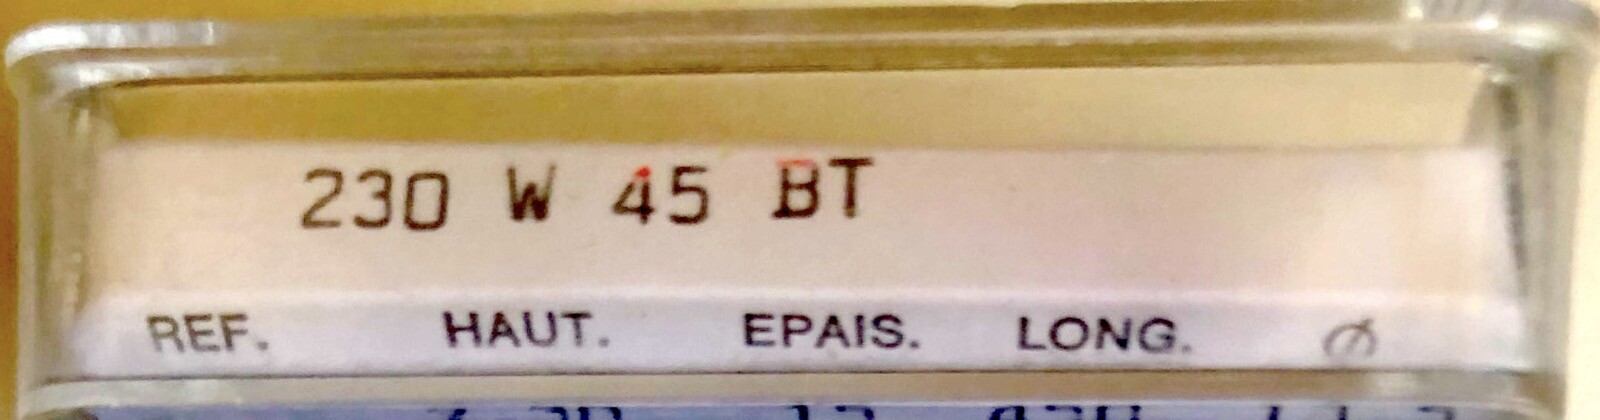 230 W 45 BT
REF. HAUT. EPAIS. LONG. Ø